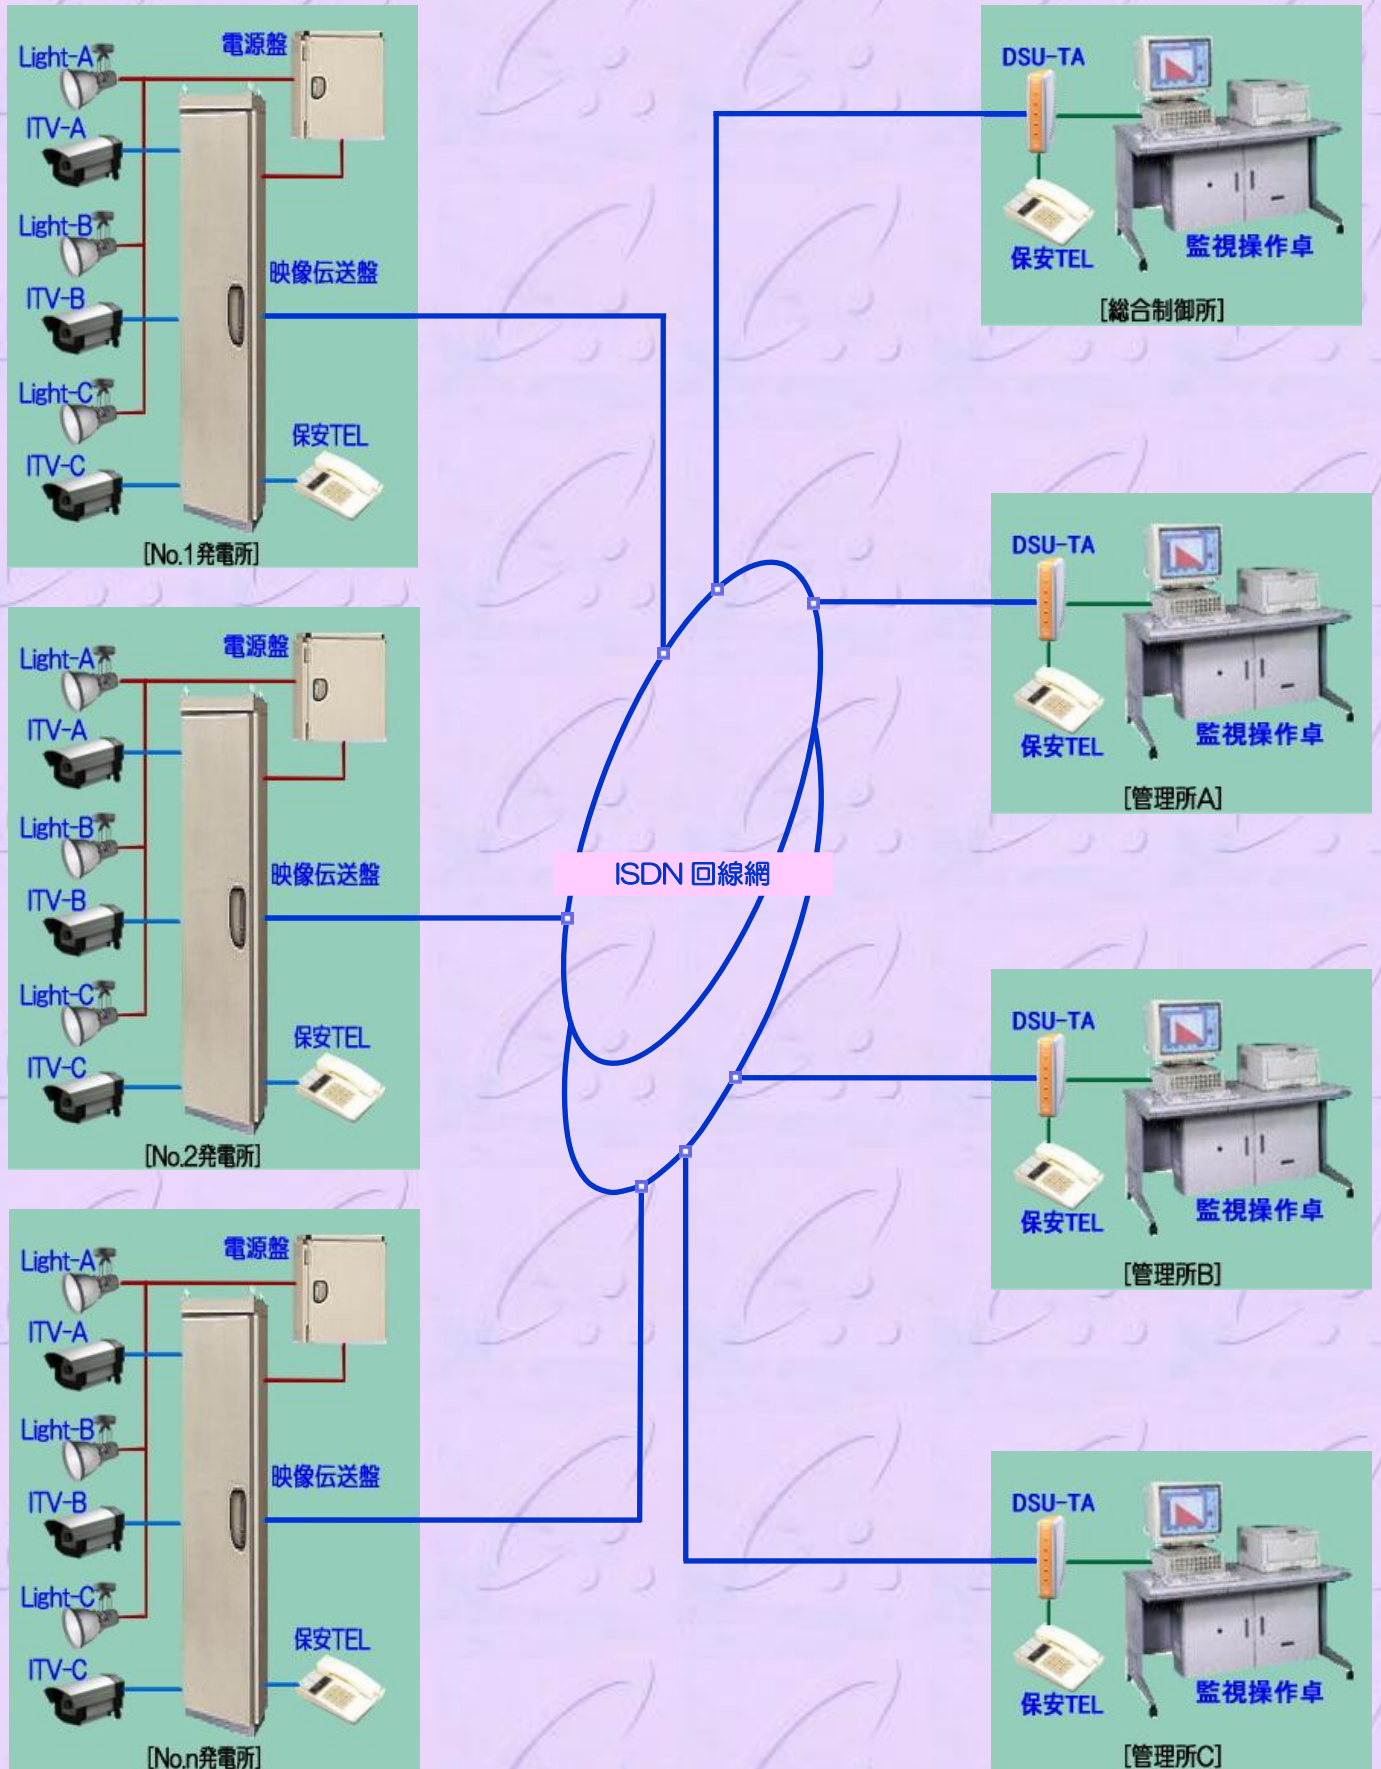 Light-A
電源盤
ITV-A
Light-B
映像伝送盤
ITV-B
Light-C
保安TEL
ITV-C
[No.1発電所]
Light-A
電源盤
ITV-A
Light-B
映像伝送盤
ITV-B
Light-C
保安TEL
ITV-C
[No.2発電所]
Light-A
電源盤
ITV-A
Light-B
映像伝送盤
ITV-B
Light-C
保安TEL
ITV-C
[No.n発電所]
ISDN 回線網
DSU-TA
保安TEL
監視操作卓
[総合制御所]
DSU-TA
保安TEL
監視操作卓
[管理所A]
DSU-TA
保安TEL
監視操作卓
[管理所B]
DSU-TA
保安TEL
監視操作卓
[管理所C]